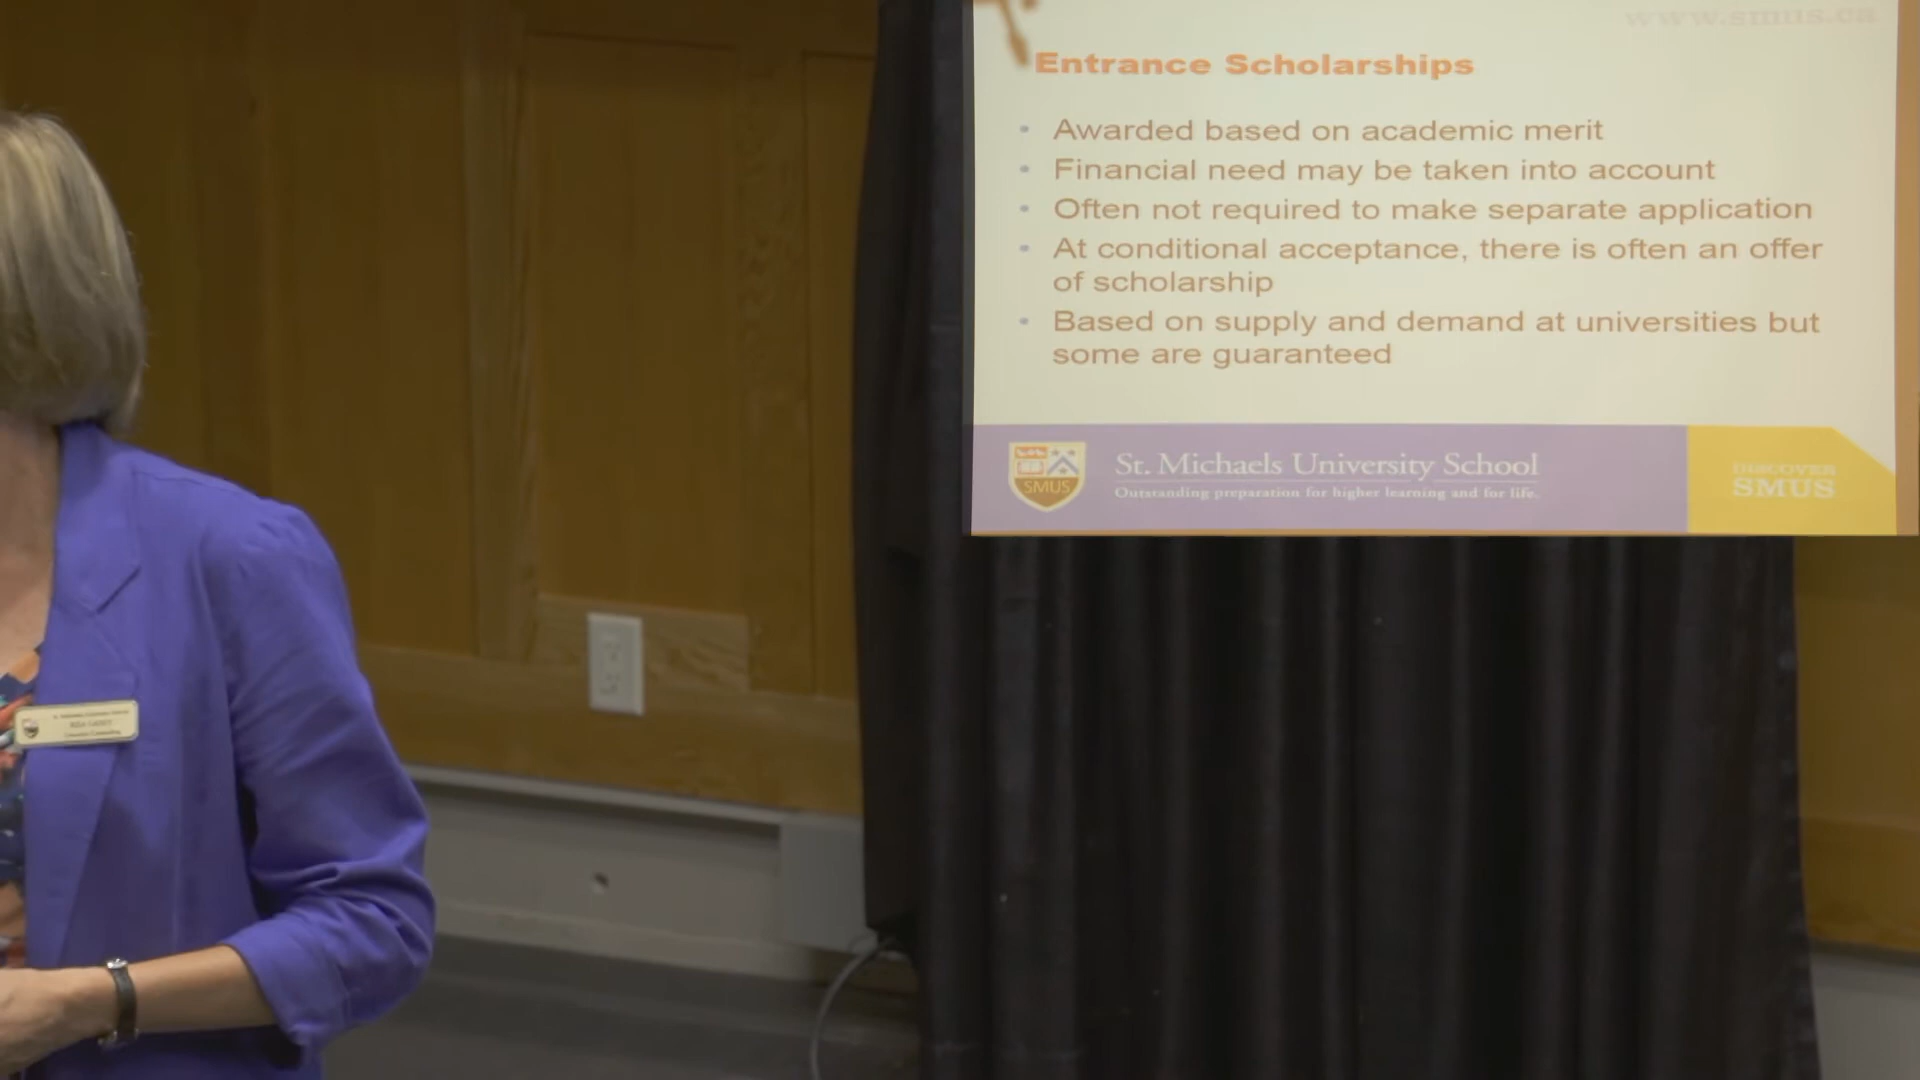 www.smus.ca
Entrance Scholarships
• Awarded based on academic merit
• Financial need may be taken into account
• Often not required to make separate application
• At conditional acceptance, there is often an offer
of scholarship
• Based on supply and demand at universities but
some are guaranteed
SMUS
St. Michaels University School
Outstanding preparation for higher learning and for life.
DISCOVER
SMUS